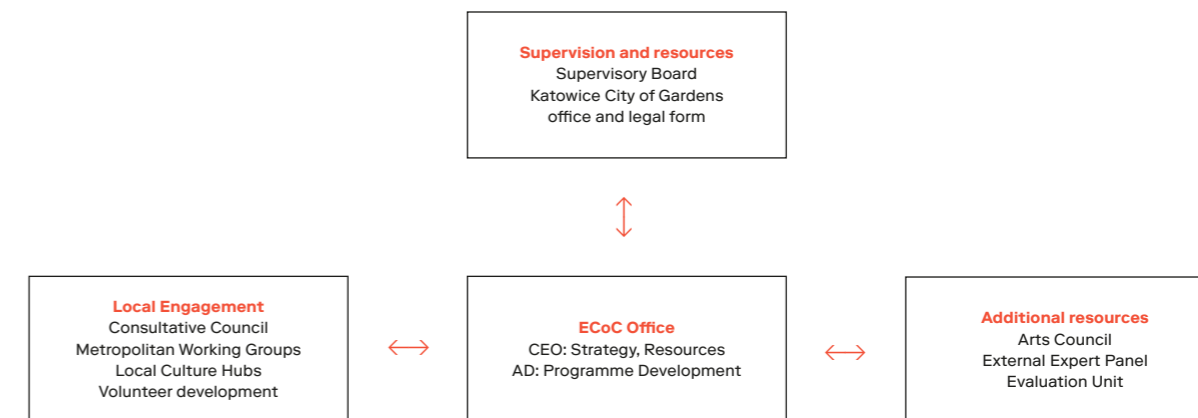 Supervision and resources
Supervisory Board
Katowice City of Gardens
office and legal form
Local Engagement
Consultative Council
Metropolitan Working Groups
Local Culture Hubs
Volunteer development
ECoC Office
CEO: Strategy, Resources
AD: Programme Development
Additional resources
Arts Council
External Expert Panel
Evaluation Unit